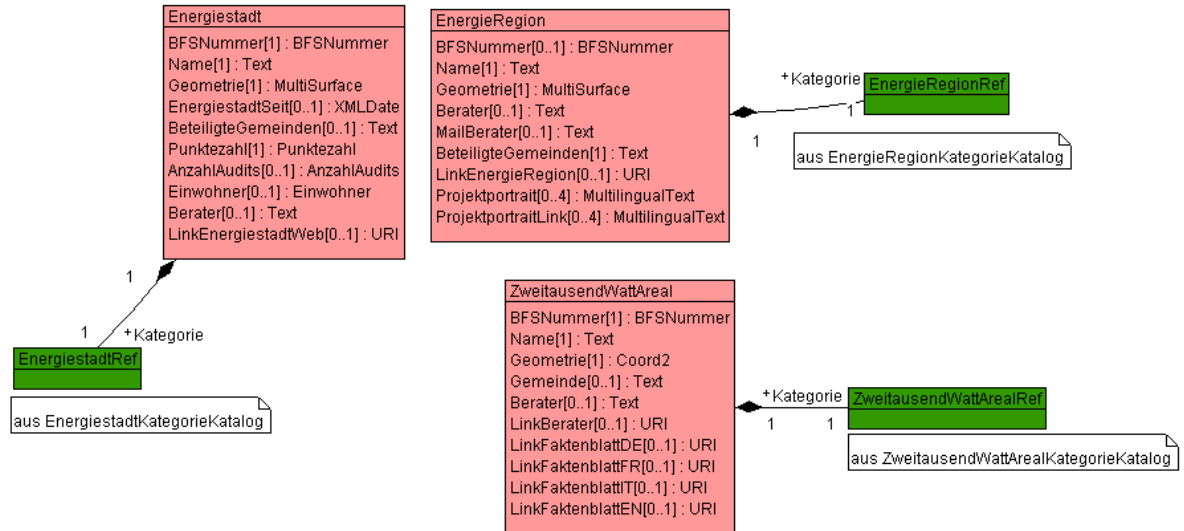 Energiestadt
BFSNummer[1] : BFSNummer
Name[1] : Text
Geometrie[1] : MultiSurface
EnergiestadtSeit[0..1] : XMLDate
BeteiligteGemeinden[0..1] : Text
Punktezahl[1] : Punktezahl
AnzahlAudits[0..1] : AnzahlAudits
Einwohner[0..1] : Einwohner
Berater[0..1] : Text
LinkEnergiestadtWeb[0..1] : URI
1
1
+Kategorie
EnergiestadtRef
aus EnergiestadtKategorieKatalog
EnergieRegion
BFSNummer[0..1] : BFSNummer
Name[1] : Text
Geometrie[1] : MultiSurface
Berater[0..1] : Text
MailBerater[0..1] : Text
BeteiligteGemeinden[1] : Text
LinkEnergieRegion[0..1] : URI
Projektportrait[0..4] : MultilingualText
ProjektportraitLink[0..4] : MultilingualText
+Kategorie
1
1
EnergieRegionRef
aus EnergieRegionKategorieKatalog
ZweitausendWattAreal
BFSNummer[1] : BFSNummer
Name[1] : Text
Geometrie[1] : Coord2
Gemeinde[0..1] : Text
Berater[0..1] : Text
LinkBerater[0..1] : URI
LinkFaktenblattDE[0..1] : URI
LinkFaktenblattFR[0..1] : URI
LinkFaktenblattIT[0..1] : URI
LinkFaktenblattEN[0..1] : URI
+Kategorie
1
1
ZweitausendWattArealRef
aus ZweitausendWattArealKategorieKatalog